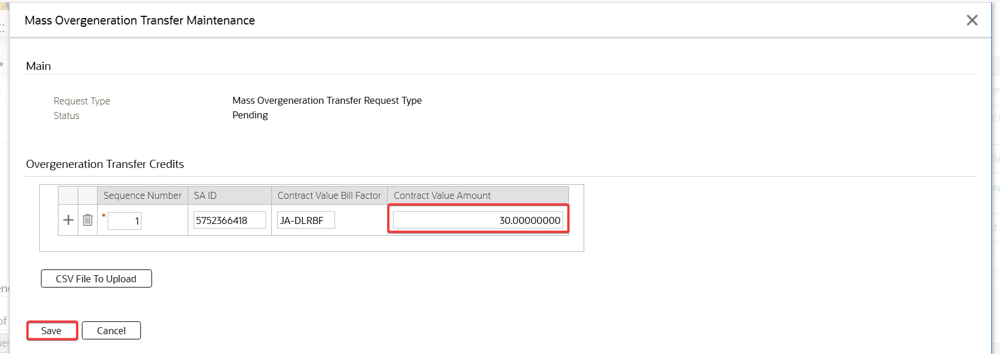 Mass Overgeneration Transfer Maintenance
Main
Request Type Mass Overgeneration Transfer Request Type
Status Pending
Overgeneration Transfer Credits
Sequence Number SA ID Contract Value Bill Factor Contract Value Amount
* 1 5752366418 JA-DLRBF 30.00000000
CSV File To Upload
of
Save Cancel